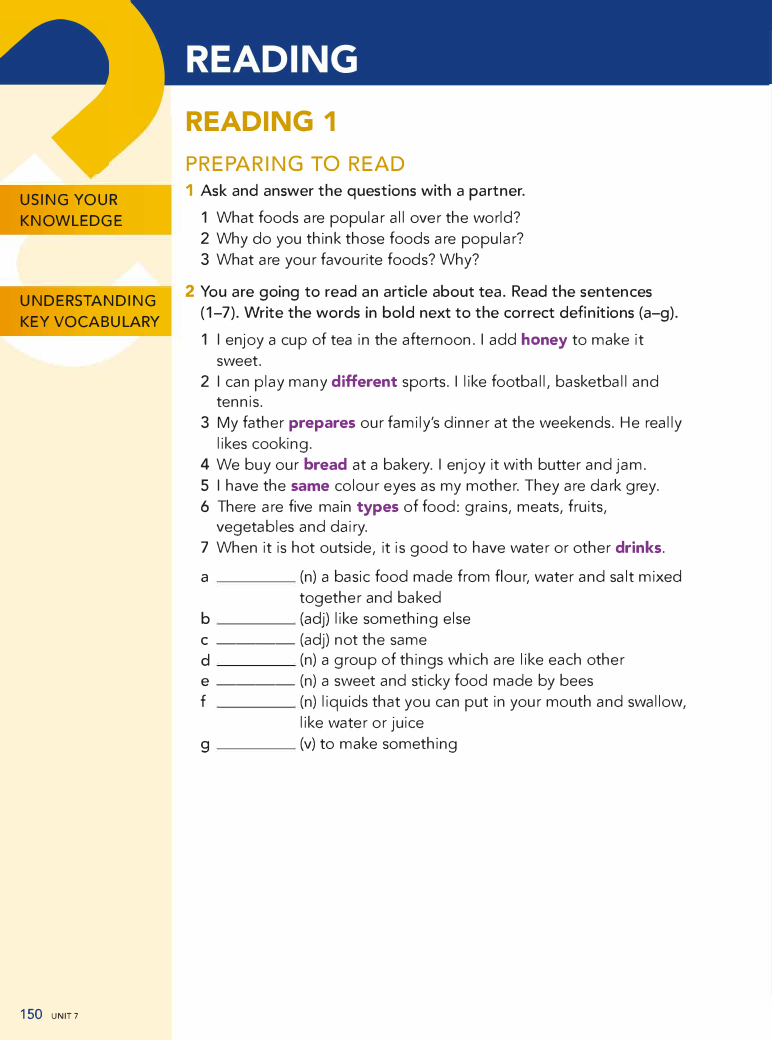 READING
READING 1
PREPARING TO READ
USING YOUR
KNOWLEDGE
1 Ask and answer the questions with a partner.
1 What foods are popular all over the world?
2 Why do you think those foods are popular?
3 What are your favourite foods? Why?
UNDERSTANDING
KEY VOCABULARY
2 You are going to read an article about tea. Read the sentences
(1–7). Write the words in bold next to the correct definitions (a–g).
1 I enjoy a cup of tea in the afternoon. I add honey to make it
sweet.
2 I can play many different sports. I like football, basketball and
tennis.
3 My father prepares our family's dinner at the weekends. He really
likes cooking.
4 We buy our bread at a bakery. I enjoy it with butter and jam.
5 I have the same colour eyes as my mother. They are dark grey.
6 There are five main types of food: grains, meats, fruits,
vegetables and dairy.
7 When it is hot outside, it is good to have water or other drinks.
a __________ (n) a basic food made from flour, water and salt mixed
together and baked
b __________ (adj) like something else
c __________ (adj) not the same
d __________ (n) a group of things which are like each other
e __________ (n) a sweet and sticky food made by bees
f __________ (n) liquids that you can put in your mouth and swallow,
like water or juice
g __________ (v) to make something
150 UNIT 7